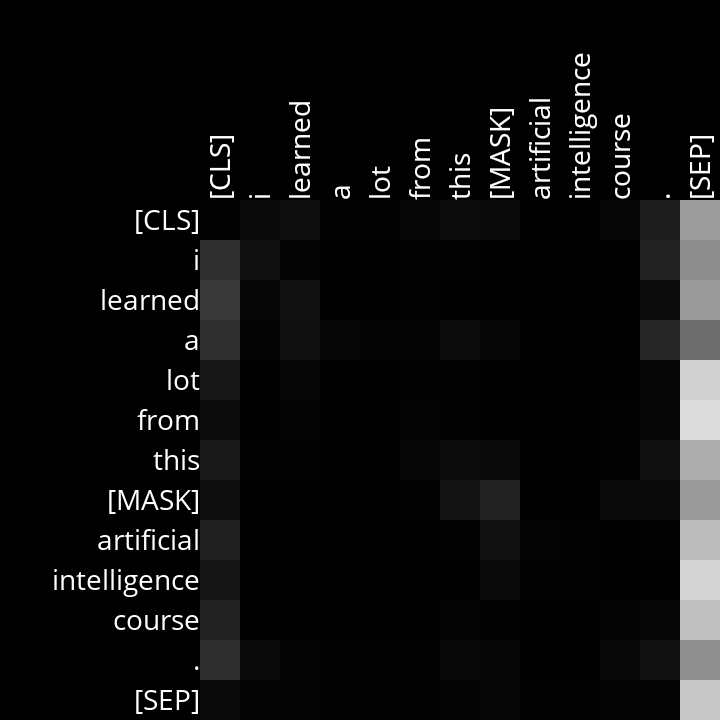 [CLS] i learned a lot from this [MASK] artificial intelligence course . [SEP]
[CLS]
i
learned
a
lot
from
this
[MASK]
artificial
intelligence
course
.
[SEP]